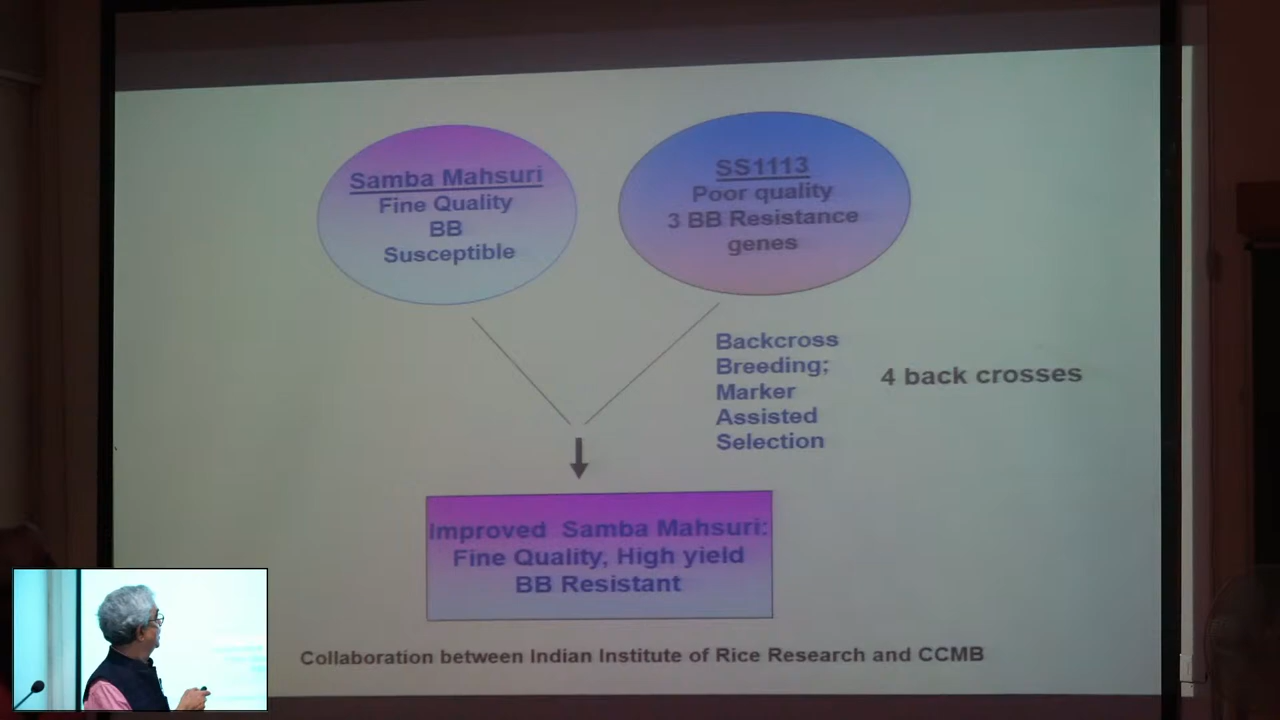 Samba Mahsuri
Fine Quality
BB
Susceptible
SS1113
Poor quality
3 BB Resistance
genes
Backcross
Breeding;
Marker
Assisted
Selection
4 back crosses
Improved Samba Mahsuri:
Fine Quality, High yield
BB Resistant
Collaboration between Indian Institute of Rice Research and CCMB